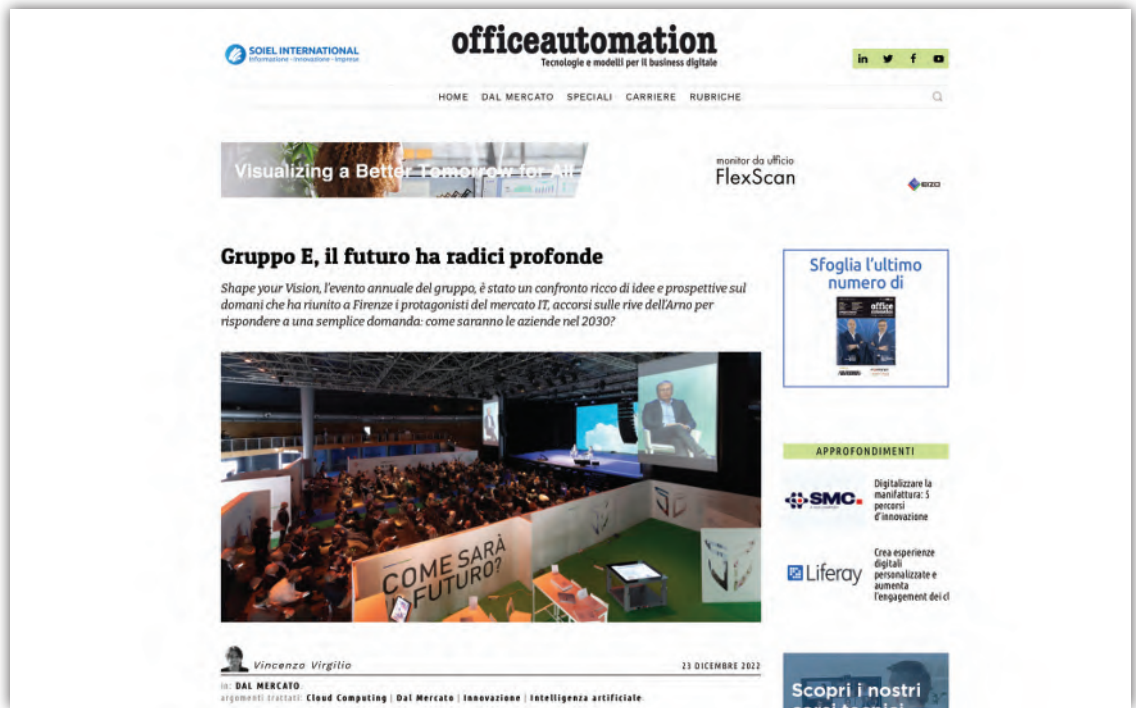 SOIEL INTERNATIONAL
Informazione - Innovazione - Imprese
officeautomation
Tecnologie e modelli per il business digitale
HOME DAL MERCATO SPECIALI CARRIERE RUBRICHE
Visualizing a Better Tomorrow for All
monitor da ufficio
FlexScan
EIZO
Gruppo E, il futuro ha radici profonde
Shape your Vision, l'evento annuale del gruppo, è stato un confronto ricco di idee e prospettive sul
domani che ha riunito a Firenze i protagonisti del mercato IT, accorsi sulle rive dell'Arno per
rispondere a una semplice domanda: come saranno le aziende nel 2030?
COME SARÀ
IL FUTURO?
Vincenzo Virgilio
23 DICEMBRE 2022
in: DAL MERCATO
argomenti trattati: Cloud Computing | Dal Mercato | Innovazione | Intelligenza artificiale
Sfoglia l'ultimo
numero di
office
APPROFONDIMENTI
SMC
Digitalizzare la
manifattura: 5
percorsi
d'innovazione
Liferay
Crea esperienze
digitali
personalizzate e
aumenta
l'engagement dei cl
Scopri i nostri
corsi tecnici